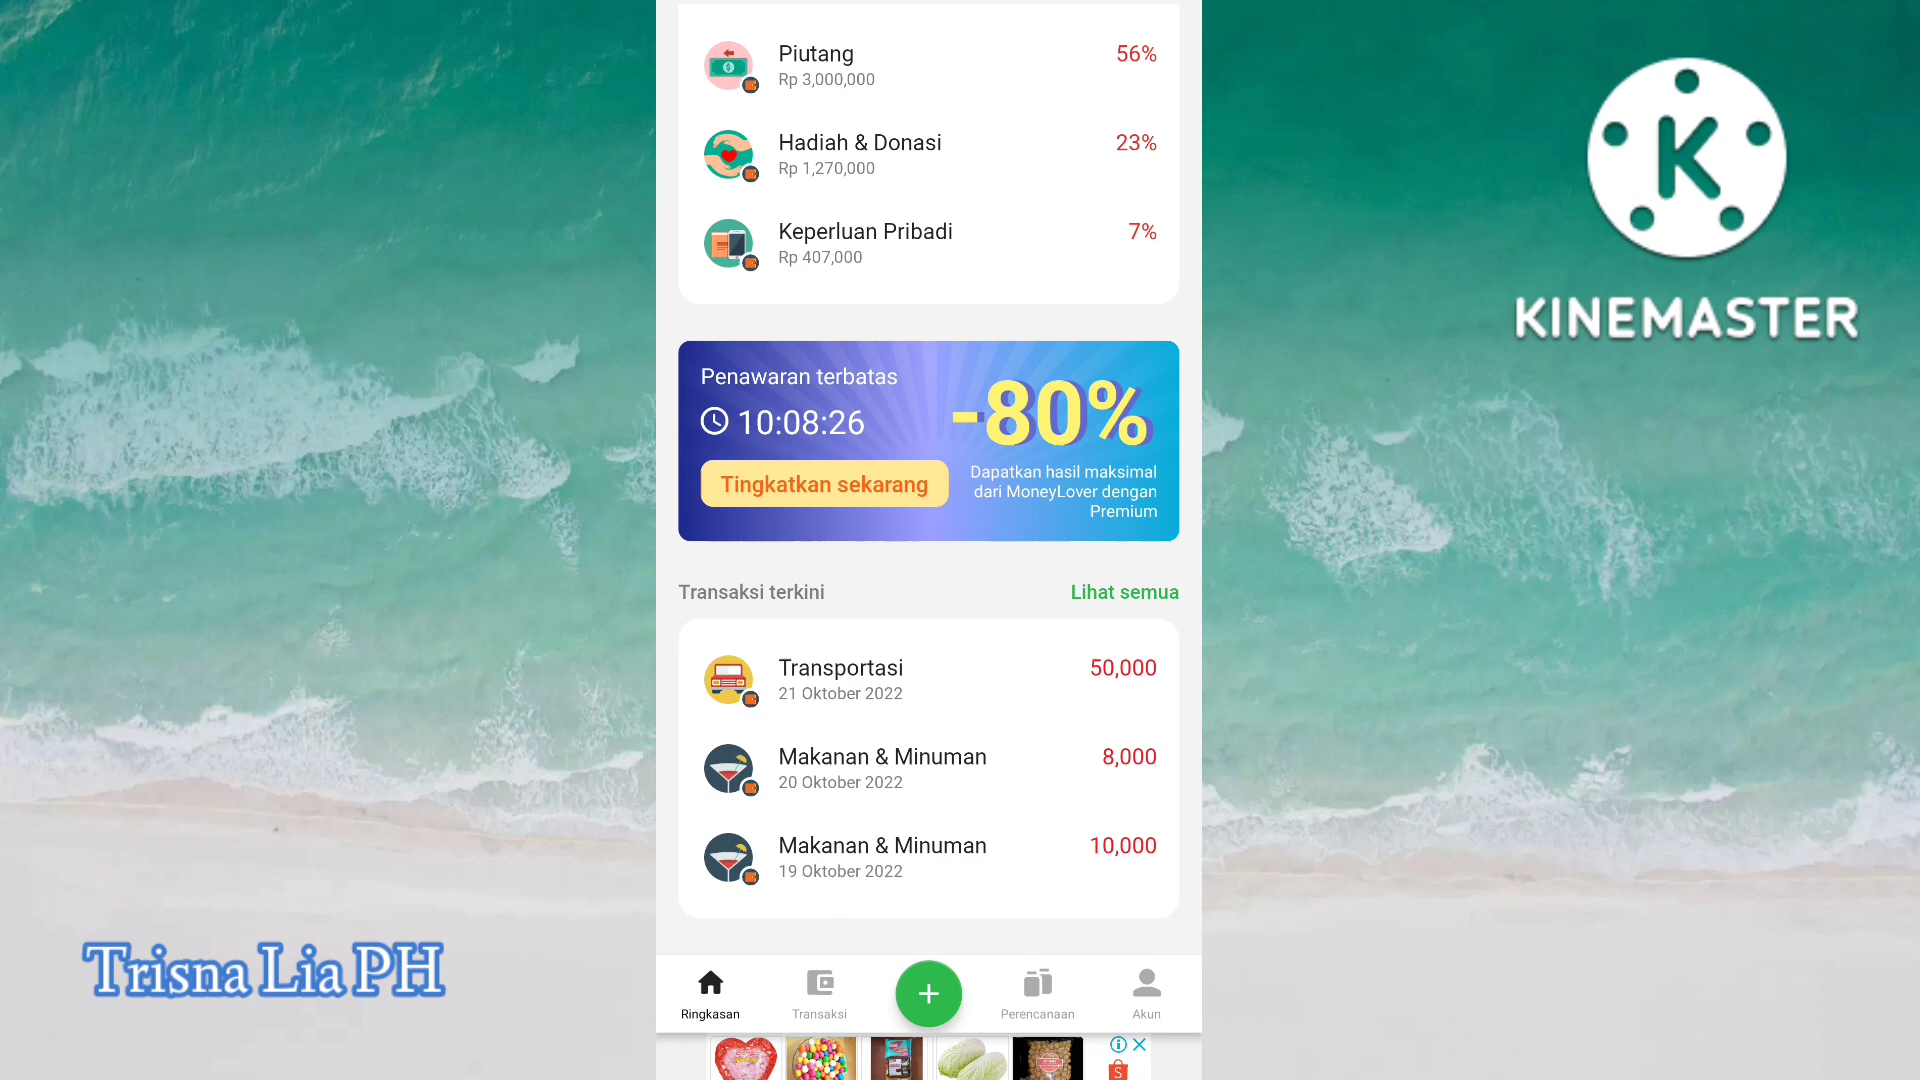 Piutang
56%
Rp 3,000,000
Hadiah & Donasi
23%
Rp 1,270,000
Keperluan Pribadi
7%
Rp 407,000
Penawaran terbatas
10:08:26
Tingkatkan sekarang
-80%
Dapatkan hasil maksimal
dari MoneyLover dengan
Premium
Transaksi terkini
Lihat semua
Transportasi
50,000
21 Oktober 2022
Makanan & Minuman
8,000
20 Oktober 2022
Makanan & Minuman
10,000
19 Oktober 2022
Ringkasan
Transaksi
+
Perencanaan
Akun
K
KINEMASTER
Trisna Lia PH